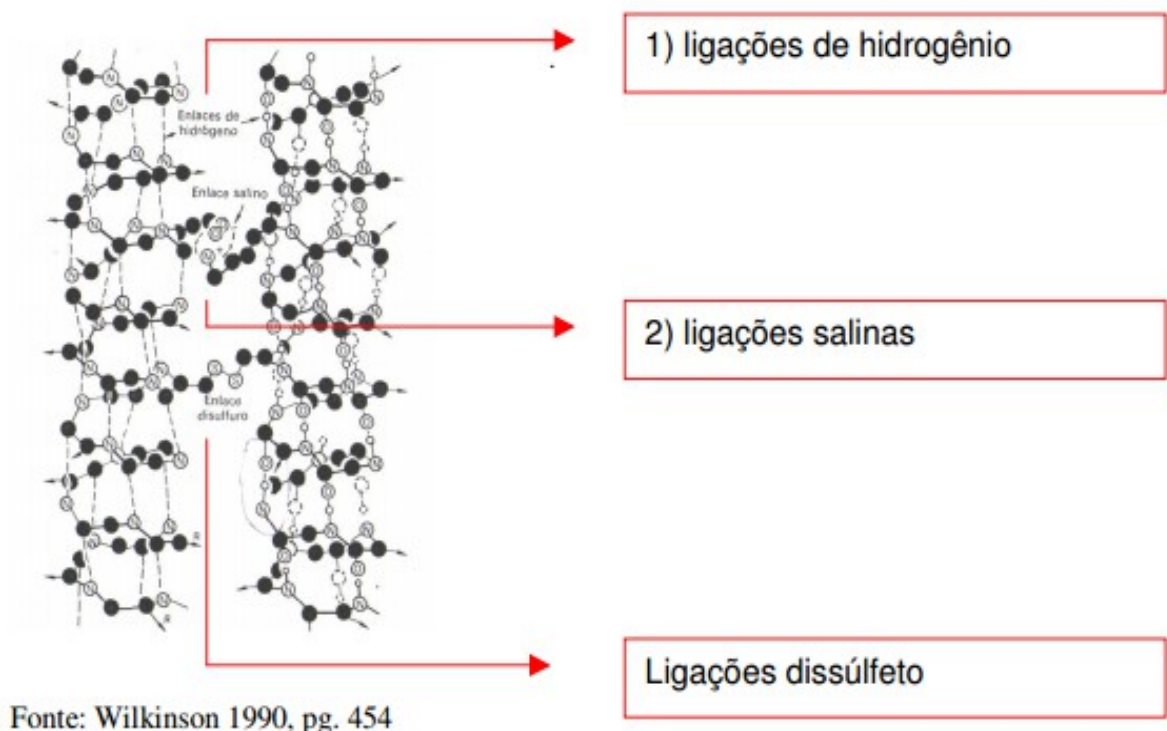 1) ligações de hidrogênio
Enlaces de
hidrógeno
Enlace salino
2) ligações salinas
Enlace
disulfuro
Ligações dissúlfeto
Fonte: Wilkinson 1990, pg. 454